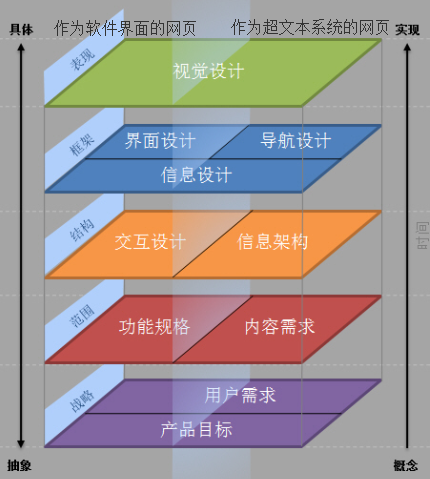 具体
作为软件界面的网页
作为超文本系统的网页
实现
表现
视觉设计
框架
界面设计
导航设计
信息设计
结构
交互设计
信息架构
时间
范围
功能规格
内容需求
战略
用户需求
产品目标
抽象
概念